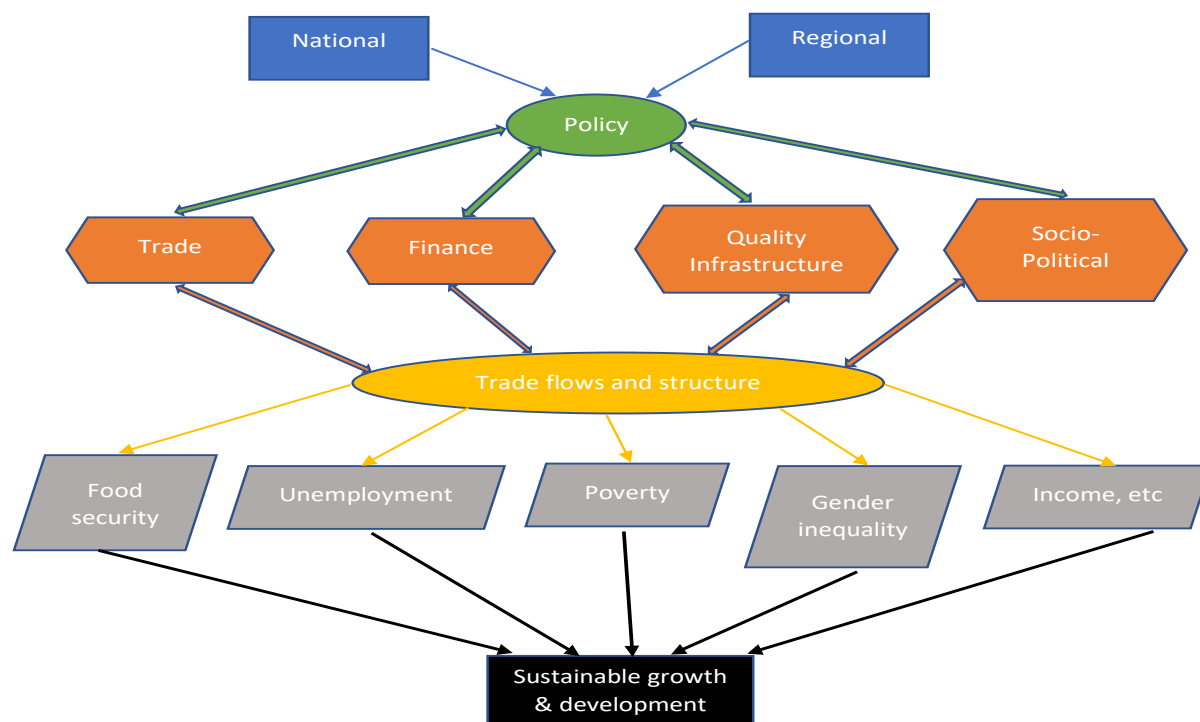 National
Regional
Policy
Trade
Finance
Quality
Infrastructure
Socio-
Political
Trade flows and structure
Food
security
Unemployment
Poverty
Gender
inequality
Income, etc
Sustainable growth
& development